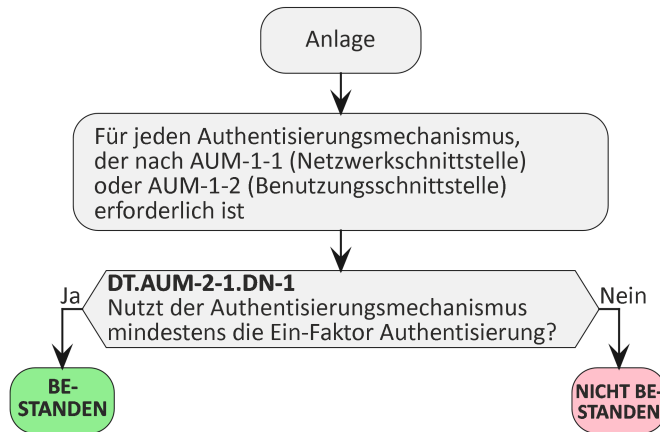 Anlage
Für jeden Authentisierungsmechanismus,
der nach AUM-1-1 (Netzwerkschnittstelle)
oder AUM-1-2 (Benutzungsschnittstelle)
erforderlich ist
DT.AUM-2-1.DN-1
Nutzt der Authentisierungsmechanismus
mindestens die Ein-Faktor Authentisierung?
Ja
Nein
BE-
STANDEN
NICHT BE-
STANDEN